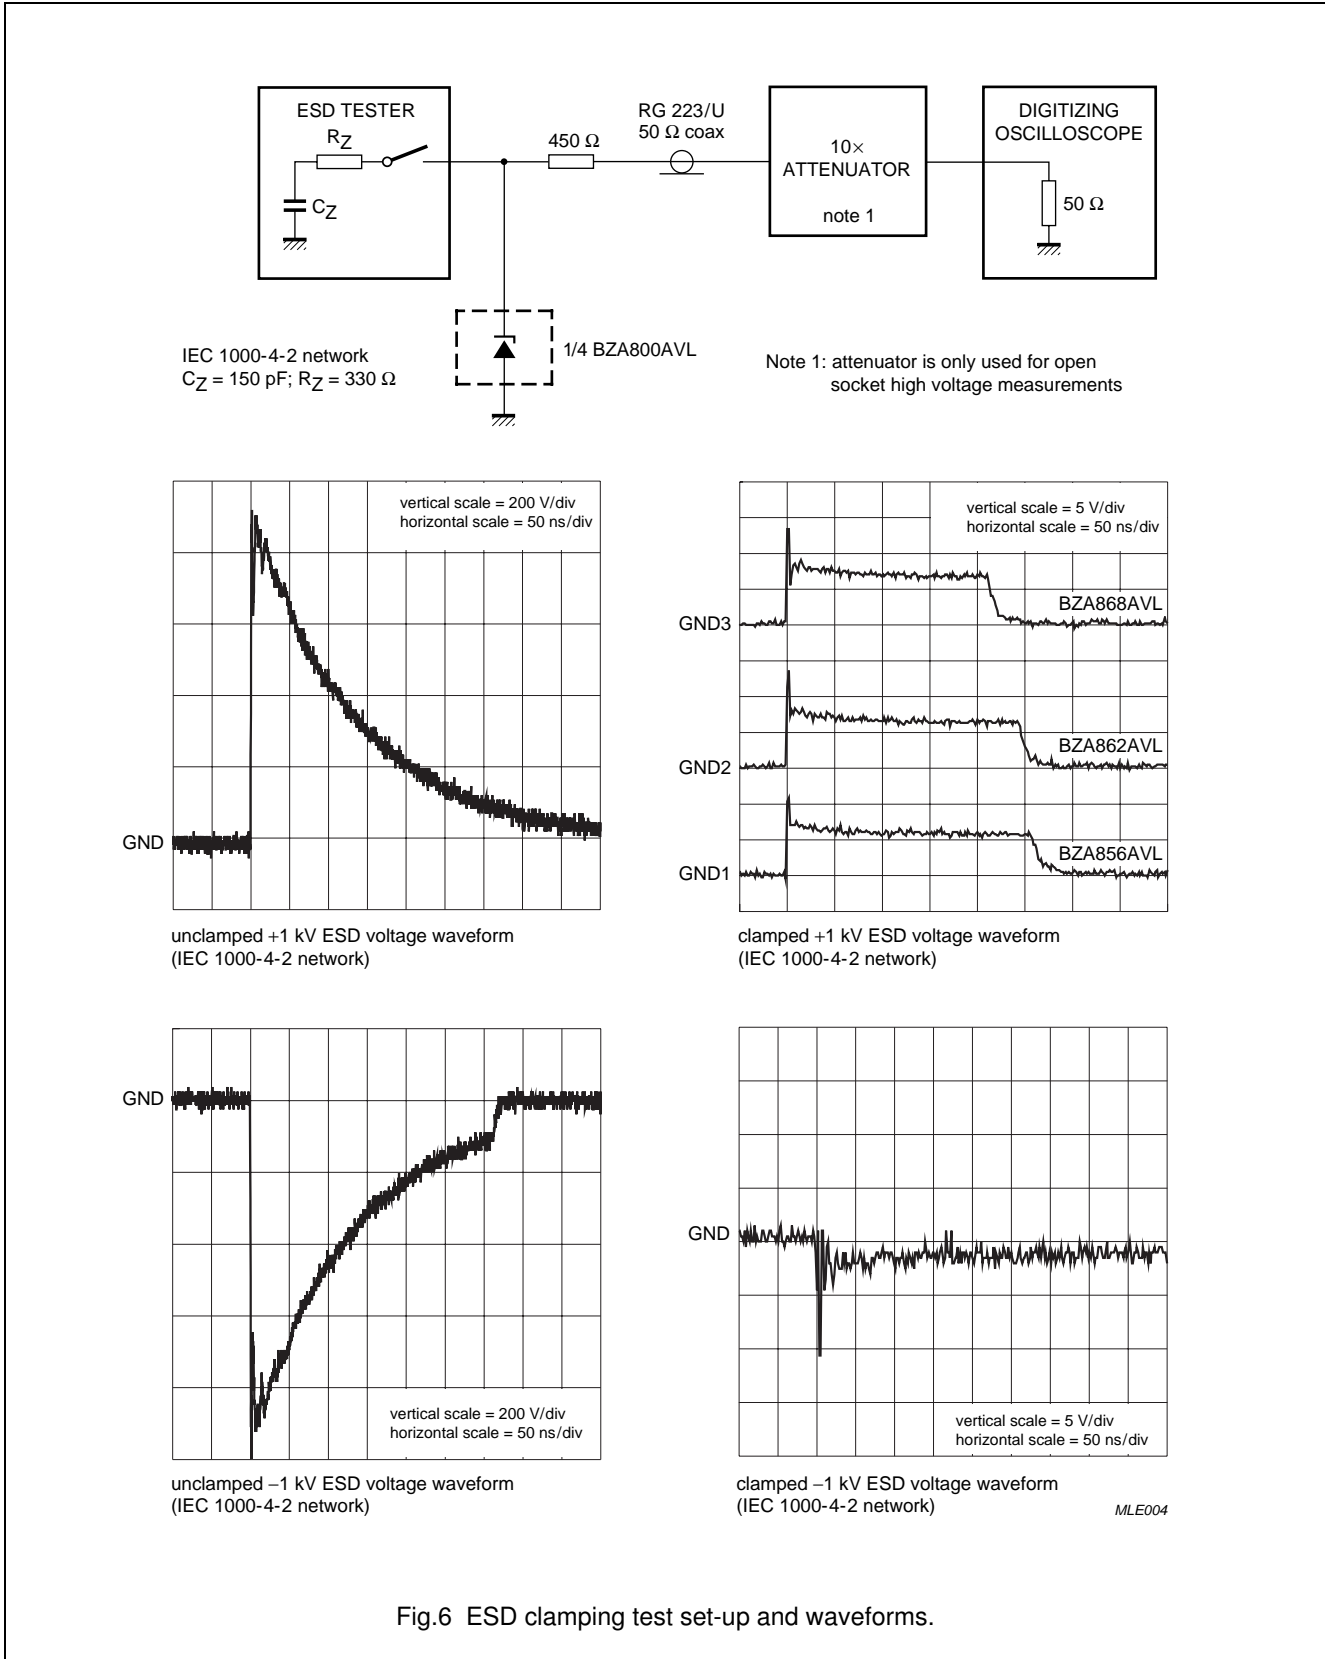 ESD TESTER
RZ
CZ
450 Ω
RG 223/U
50 Ω coax
10×
ATTENUATOR
note 1
DIGITIZING
OSCILLOSCOPE
50 Ω
IEC 1000-4-2 network
CZ = 150 pF; RZ = 330 Ω
1/4 BZA800AVL
Note 1: attenuator is only used for open
socket high voltage measurements
vertical scale = 200 V/div
horizontal scale = 50 ns/div
GND
unclamped +1 kV ESD voltage waveform
(IEC 1000-4-2 network)
vertical scale = 5 V/div
horizontal scale = 50 ns/div
GND3
BZA868AVL
GND2
BZA862AVL
GND1
BZA856AVL
clamped +1 kV ESD voltage waveform
(IEC 1000-4-2 network)
GND
vertical scale = 200 V/div
horizontal scale = 50 ns/div
unclamped −1 kV ESD voltage waveform
(IEC 1000-4-2 network)
GND
vertical scale = 5 V/div
horizontal scale = 50 ns/div
clamped −1 kV ESD voltage waveform
(IEC 1000-4-2 network)
MLE004
Fig.6 ESD clamping test set-up and waveforms.